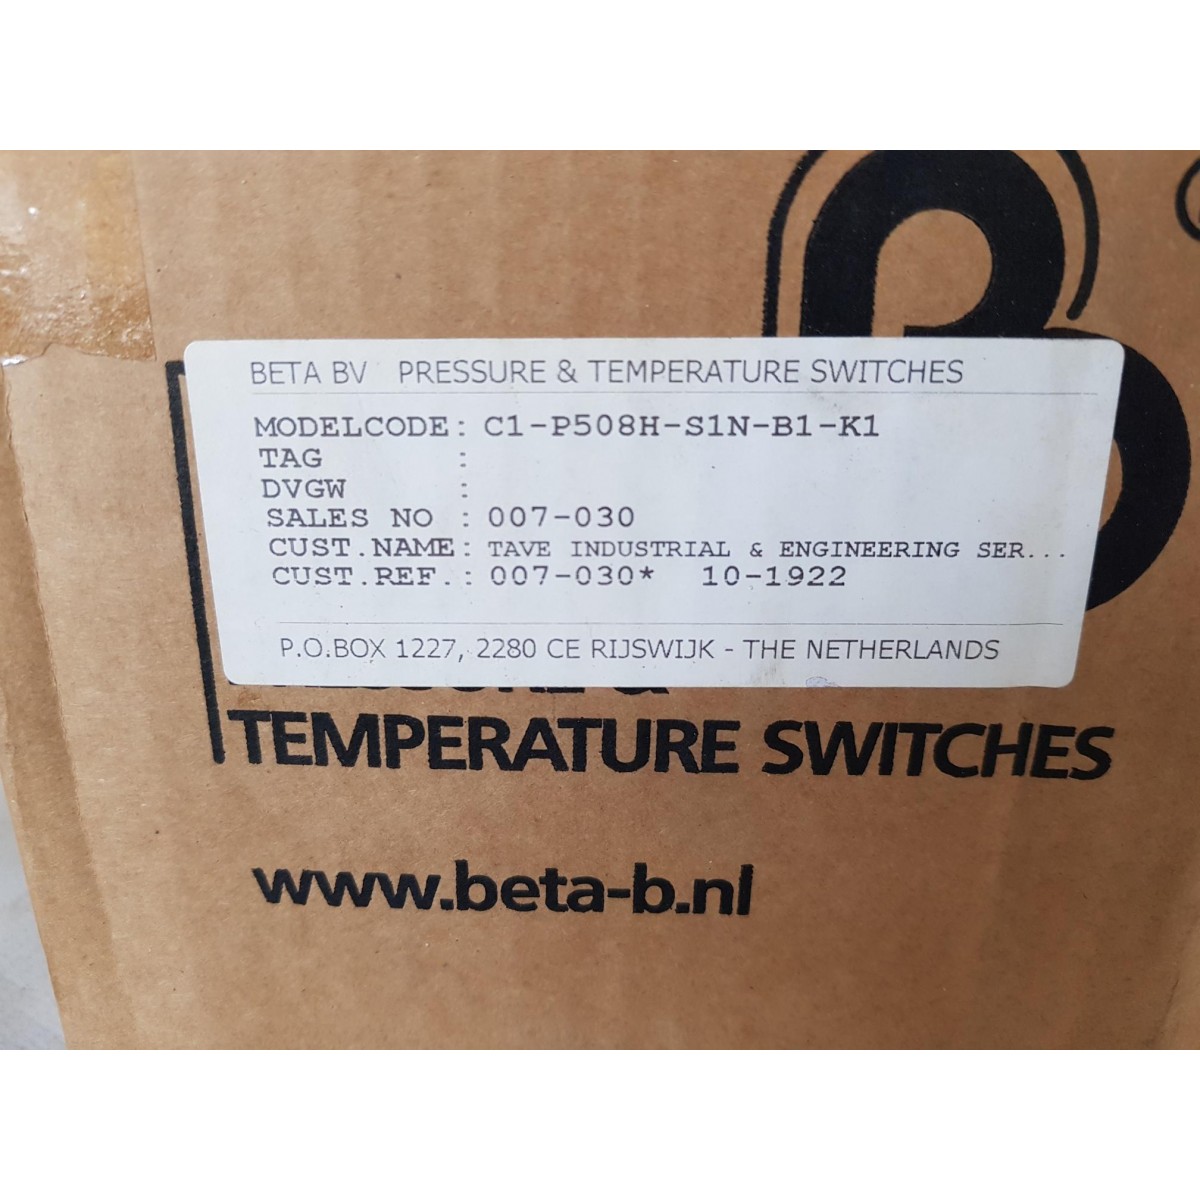 BETA BV PRESSURE & TEMPERATURE SWITCHES
MODELCODE: C1-P508H-S1N-B1-K1
TAG :
DVGW :
SALES NO : 007-030
CUST.NAME: TAVE INDUSTRIAL & ENGINEERING SER...
CUST.REF.: 007-030* 10-1922
P.O.BOX 1227, 2280 CE RIJSWIJK - THE NETHERLANDS
TEMPERATURE SWITCHES
www.beta-b.nl